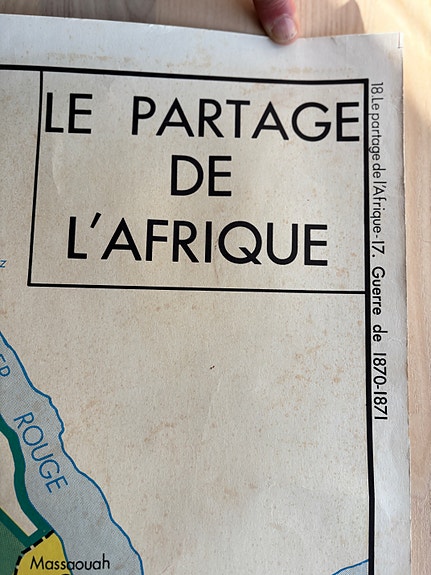 LE PARTAGE
DE
L'AFRIQUE
18. Le partage de l'Afrique - 17. Guerre de 1870-1871
ROUGE
Massaouah